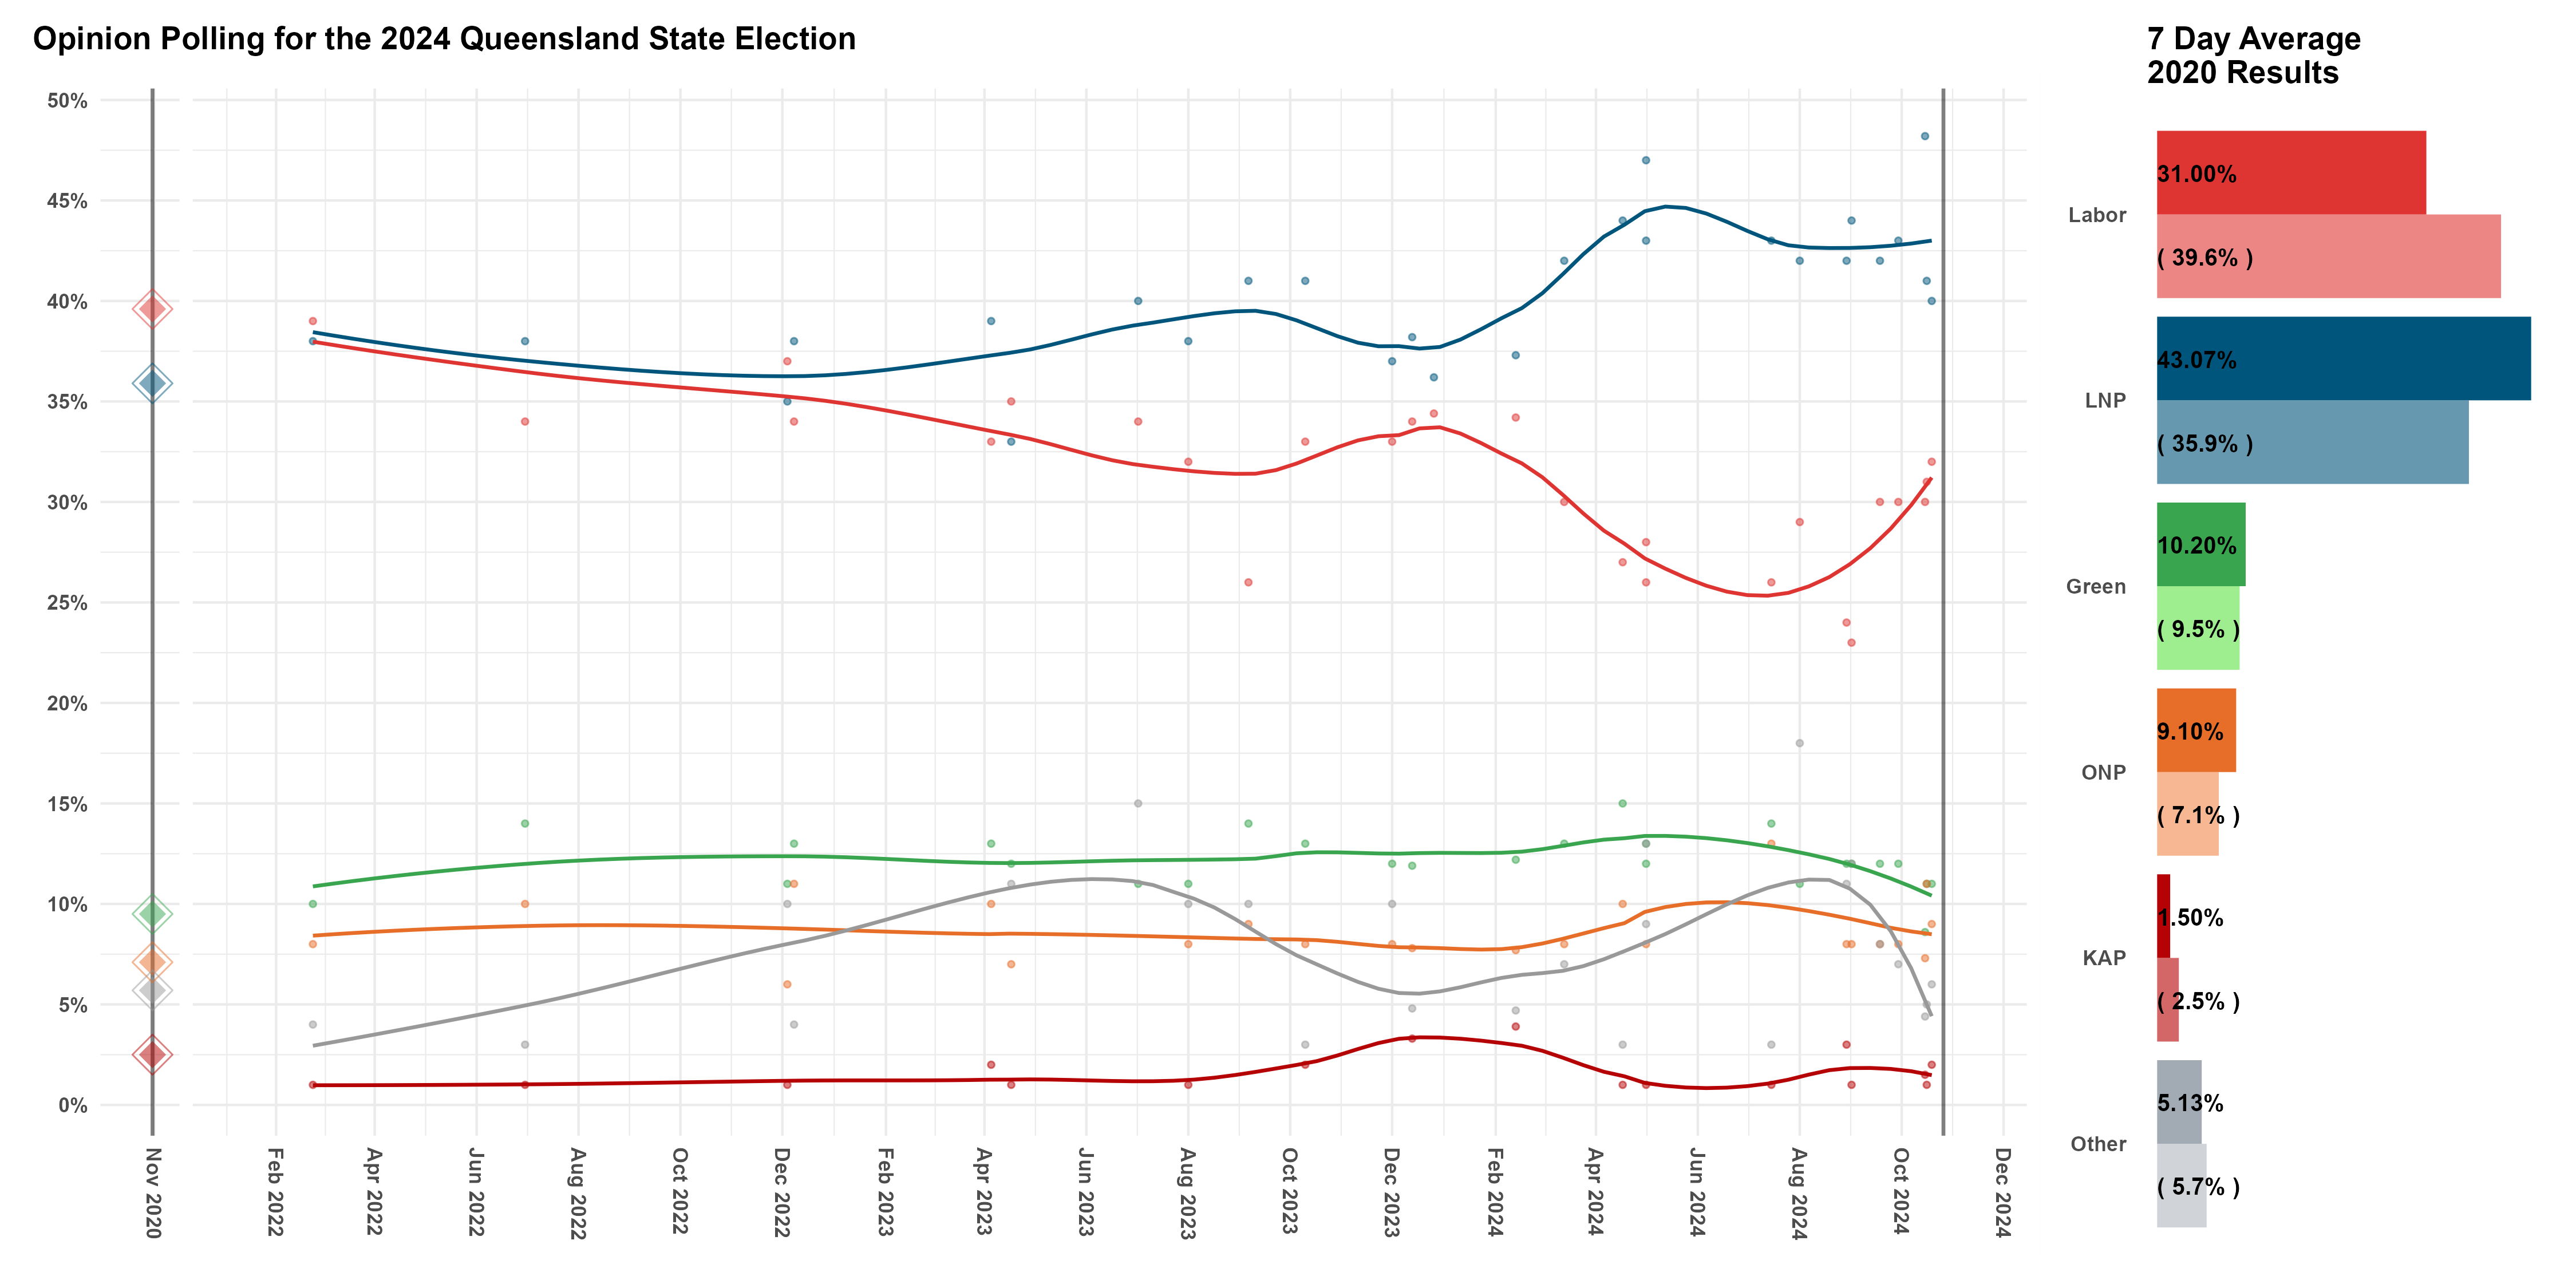 Opinion Polling for the 2024 Queensland State Election
50%
45%
40%
35%
30%
25%
20%
15%
10%
5%
0%
Nov 2020
Feb 2022
Apr 2022
Jun 2022
Aug 2022
Oct 2022
Dec 2022
Feb 2023
Apr 2023
Jun 2023
Aug 2023
Oct 2023
Dec 2023
Feb 2024
Apr 2024
Jun 2024
Aug 2024
Oct 2024
Dec 2024
7 Day Average
2020 Results
Labor
31.00%
( 39.6% )
LNP
43.07%
( 35.9% )
Green
10.20%
( 9.5% )
ONP
9.10%
( 7.1% )
KAP
1.50%
( 2.5% )
Other
5.13%
( 5.7% )